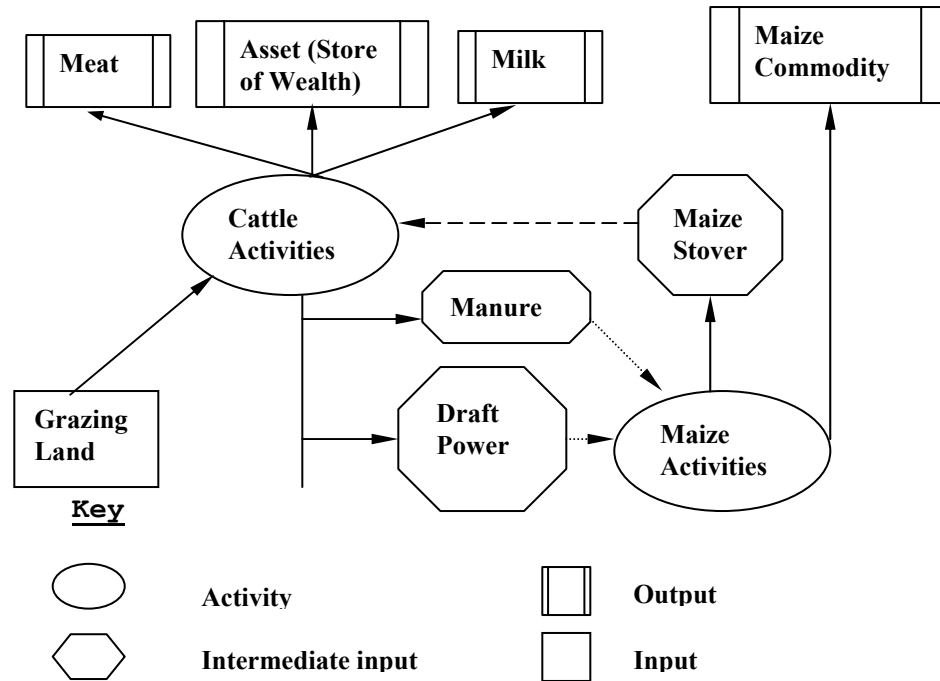 Meat
Asset (Store
of Wealth)
Milk
Maize
Commodity
Cattle
Activities
Maize
Stover
Manure
Grazing
Land
Draft
Power
Maize
Activities
Key
Activity
Output
Intermediate input
Input